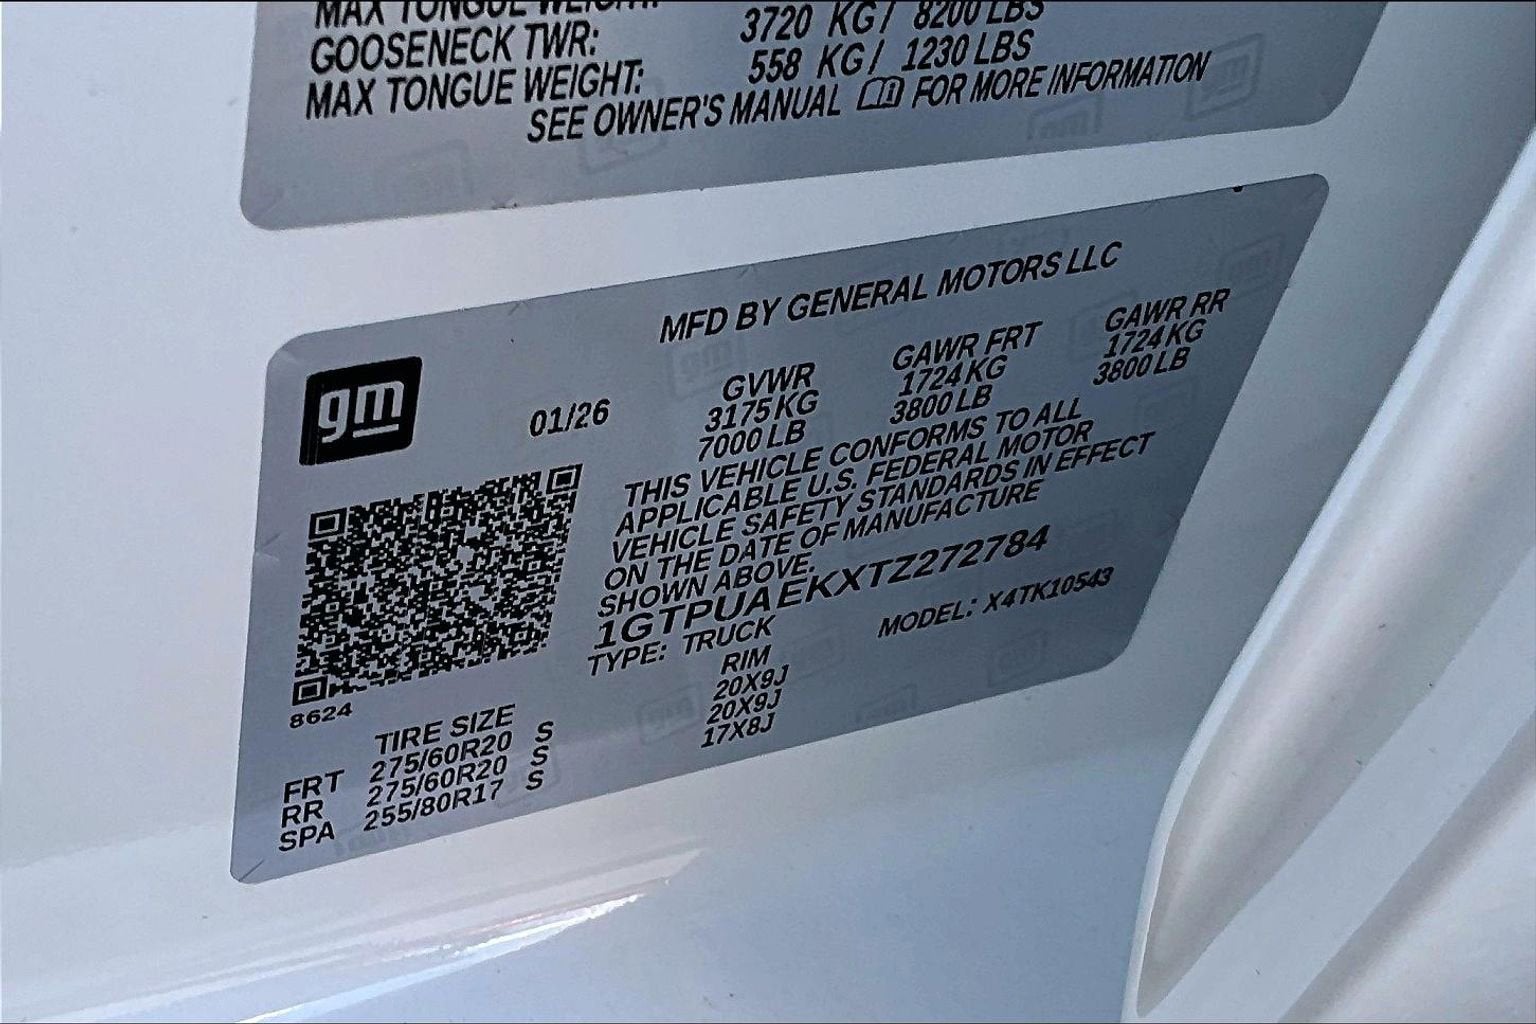 MAX TONGUE WEIGHT:
GOOSENECK TWR: 3720 KG/ 8200 LBS
MAX TONGUE WEIGHT: 558 KG/ 1230 LBS
SEE OWNER'S MANUAL FOR MORE INFORMATION
MFD BY GENERAL MOTORS LLC
gm
01/26
GVWR GAWR FRT GAWR RR
3175 KG 1724 KG 1724 KG
7000 LB 3800 LB 3800 LB
THIS VEHICLE CONFORMS TO ALL
APPLICABLE U.S. FEDERAL MOTOR
VEHICLE SAFETY STANDARDS IN EFFECT
ON THE DATE OF MANUFACTURE
SHOWN ABOVE.
1GTPUAEKXTZ272784
TYPE: TRUCK MODEL: X4TK10543
8624
TIRE SIZE RIM
FRT 275/60R20 S 20X9J
RR 275/60R20 S 20X9J
SPA 255/80R17 S 17X8J